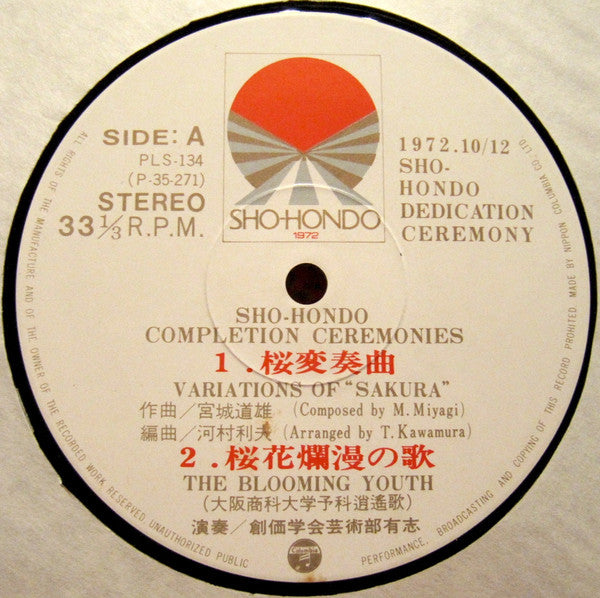 SIDE: A
PLS-134
(P-35-271)
STEREO
33 1/3 R.P.M.
SHO-HONDO
1972
1972.10/12
SHO-
HONDO
DEDICATION
CEREMONY
SHO-HONDO
COMPLETION CEREMONIES
1.桜変奏曲
VARIATIONS OF “SAKURA”
作曲/宮城道雄 (Composed by M. Miyagi)
編曲/河村利夫 (Arranged by T. Kawamura)
2.桜花爛漫の歌
THE BLOOMING YOUTH
(大阪商科大学予科逍遙歌)
演奏/創価学会芸術部有志
ALL RIGHTS OF THE MANUFACTURE AND OF THE OWNER OF THE RECORDED WORK RESERVED UNAUTHORIZED PUBLIC PERFORMANCE, BROADCASTING AND COPYING OF THIS RECORD PROHIBITED MADE BY NIPPON COLUMBIA CO., LTD